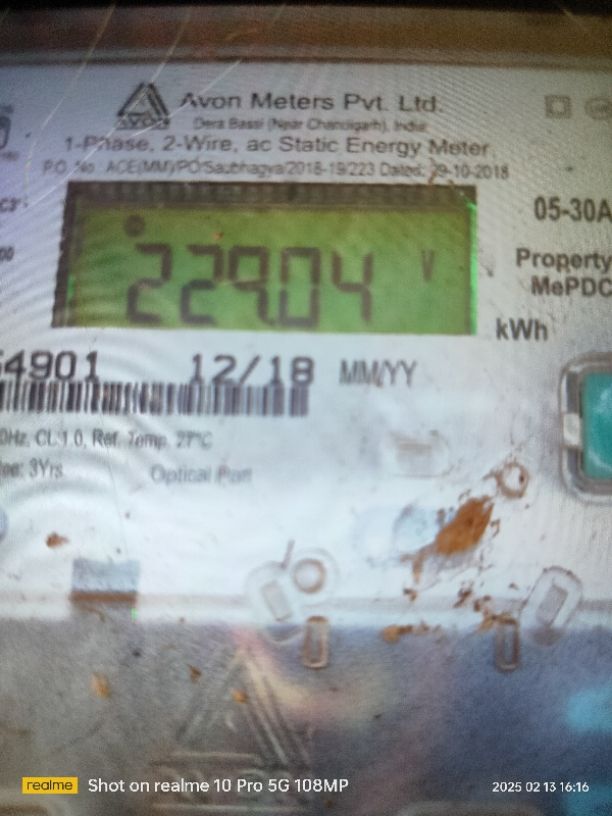 Avon Meters Pvt. Ltd.
AVON
Dera Bassi (Near Chandigarh), India
1-Phase, 2-Wire, ac Static Energy Meter
P.O. No. ACE(MM)/PO/Saubhagya/2018-19/223 Dated: 29-10-2018
05-30A
229.04 V
Property
MePDC
kWh
4901 12/18 MM/YY
CL 1.0, Ref. Temp. 27°C
3Yrs
Optical Port
realme Shot on realme 10 Pro 5G 108MP
2025 02 13 16:16